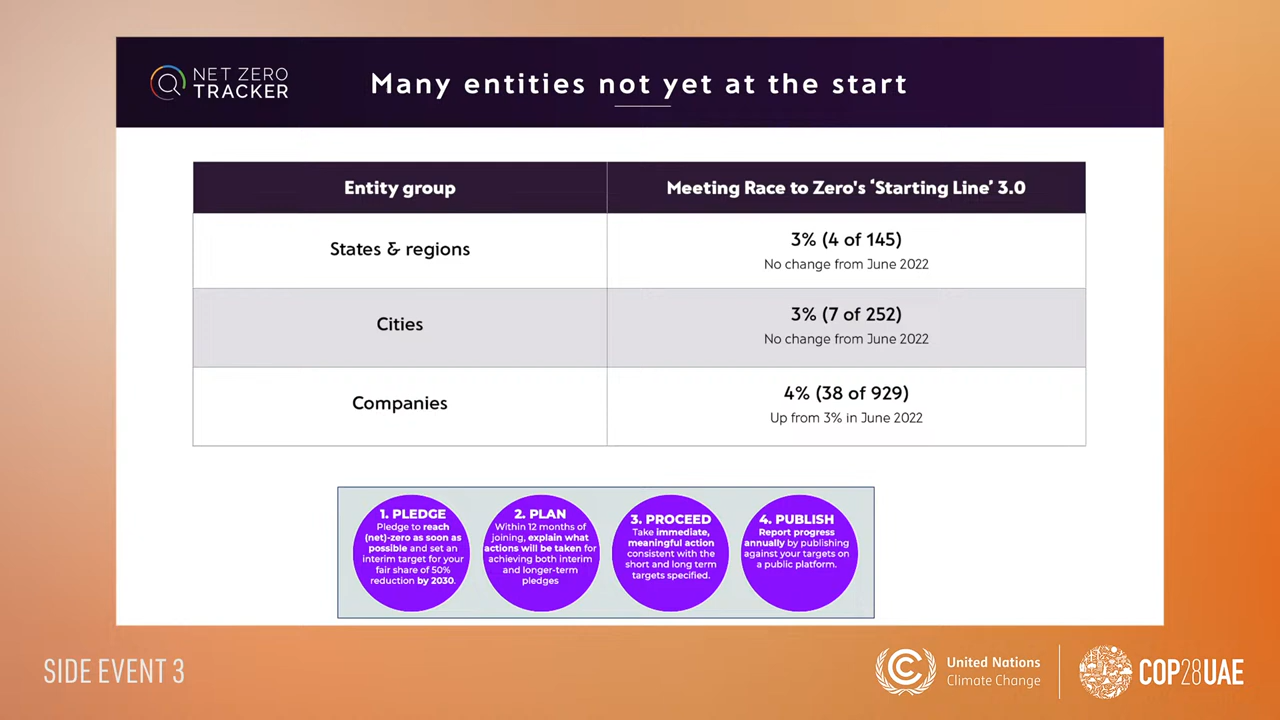 NET ZERO
TRACKER
Many entities not yet at the start
Entity group
Meeting Race to Zero's ‘Starting Line’ 3.0
States & regions
3% (4 of 145)
No change from June 2022
Cities
3% (7 of 252)
No change from June 2022
Companies
4% (38 of 929)
Up from 3% in June 2022
1. PLEDGE
Pledge to reach
(net)-zero as soon as
possible and set an
interim target for your
fair share of 50%
reduction by 2030.
2. PLAN
Within 12 months of
joining, explain what
actions will be taken for
achieving both interim
and longer-term
pledges
3. PROCEED
Take immediate,
meaningful action
consistent with the
short and long term
targets specified.
4. PUBLISH
Report progress
annually by publishing
against your targets on
a public platform.
SIDE EVENT 3
United Nations
Climate Change
COP28UAE